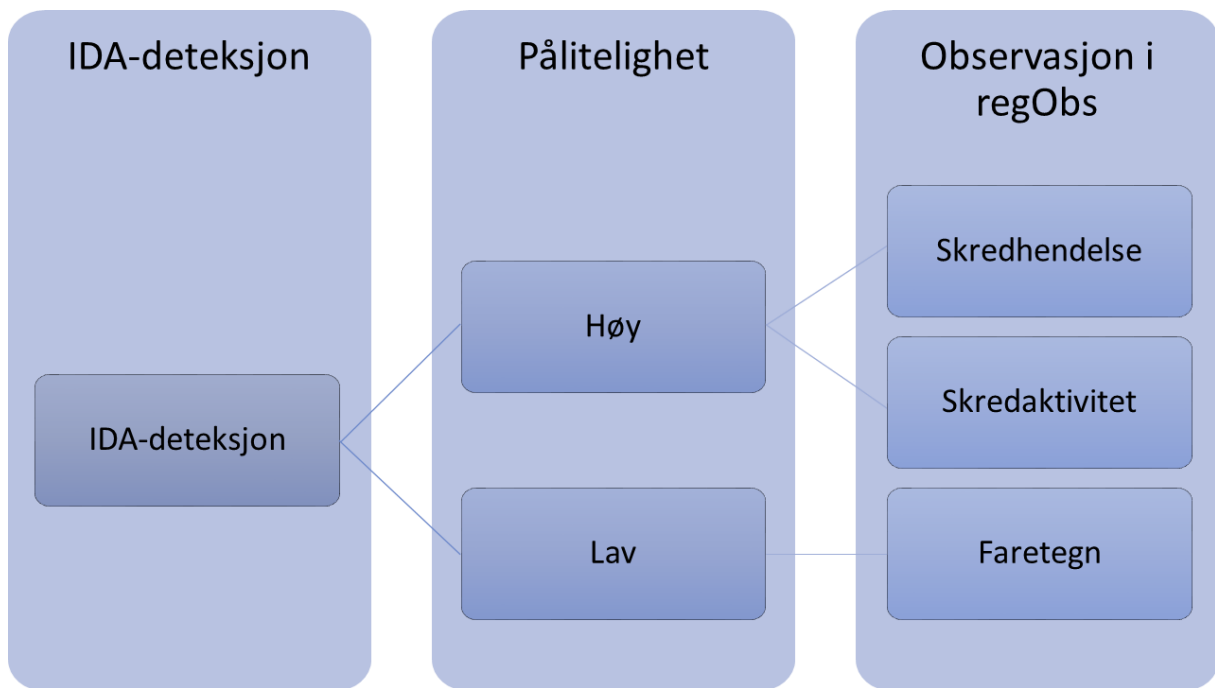 IDA-deteksjon
Pålitelighet
Observasjon i
regObs
IDA-deteksjon
Høy
Lav
Skredhendelse
Skredaktivitet
Faretegn